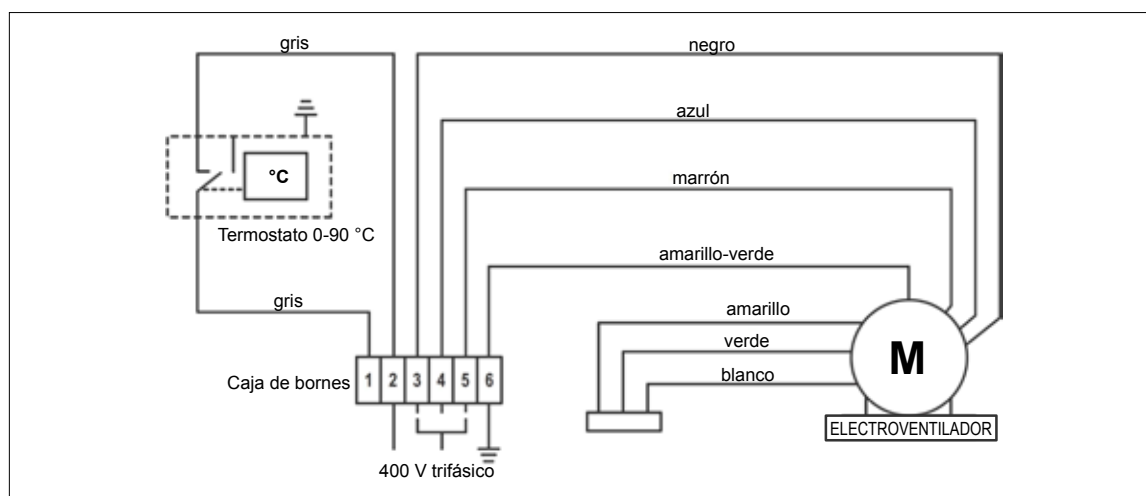 gris
negro
azul
°C
marrón
Termostato 0-90 °C
amarillo-verde
gris
amarillo
verde
blanco
M
Caja de bornes 1 2 3 4 5 6
ELECTROVENTILADOR
400 V trifásico